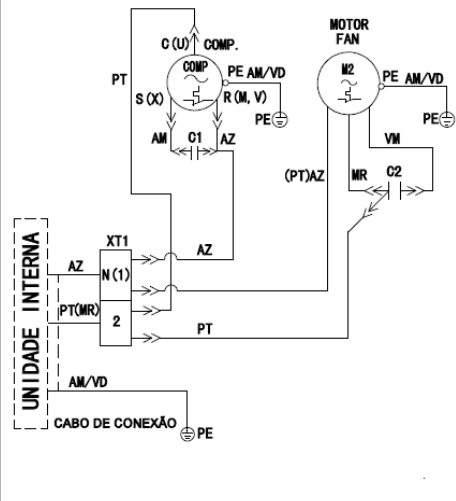 MOTOR
FAN
C(U) COMP.
COMP
M2
PT
PE AM/VD
PE AM/VD
S(X)
R(M,V)
PE
PE
AM
C1
AZ
VM
(PT)AZ
MR
C2
XT1
AZ
AZ
N(1)
PT(MR)
2
PT
UNIDADE INTERNA
AM/VD
CABO DE CONEXÃO
PE